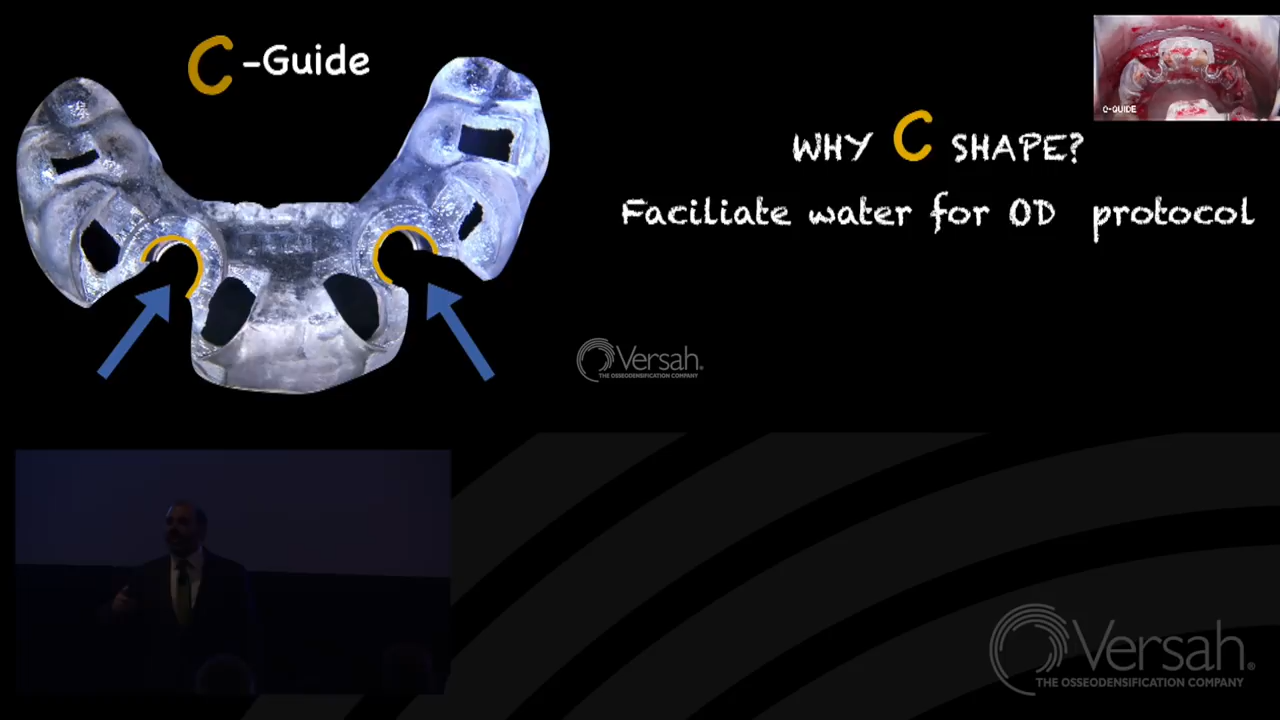 C-Guide
C-GUIDE
WHY C SHAPE?
Faciliate water for OD protocol
Versah®
THE OSSEODENSIFICATION COMPANY
Versah®
THE OSSEODENSIFICATION COMPANY